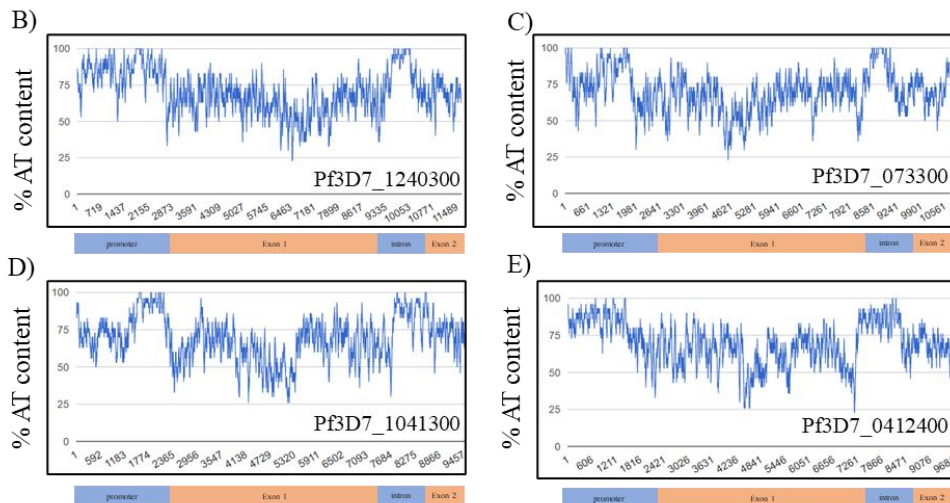 B)
% AT content
100
75
50
25
0
Pf3D7_1240300
1 719 1437 2155 2873 3591 4309 5027 5745 6463 7181 7899 8617 9335 10053 10771 11489
promoter Exon 1 intron Exon 2
C)
% AT content
100
75
50
25
0
Pf3D7_073300
1 661 1321 1981 2641 3301 3961 4621 5281 5941 6601 7261 7921 8581 9241 9901 10561
promoter Exon 1 intron Exon 2
D)
% AT content
100
75
50
25
0
Pf3D7_1041300
1 592 1183 1774 2365 2956 3547 4138 4729 5320 5911 6502 7093 7684 8275 8866 9457
promoter Exon 1 intron Exon 2
E)
% AT content
100
75
50
25
0
Pf3D7_0412400
1 606 1211 1816 2421 3026 3631 4236 4841 5446 6051 6656 7261 7866 8471 9076
promoter Exon 1 intron Exon 2